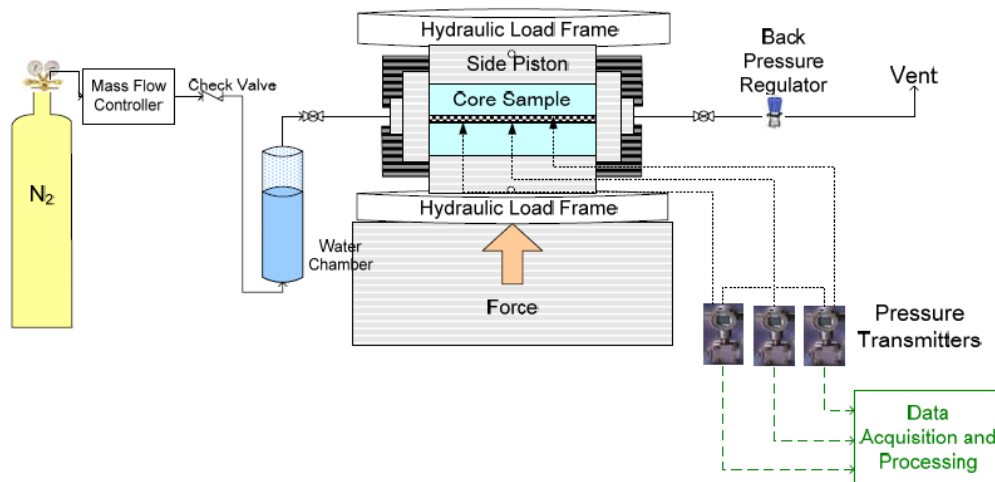 Hydraulic Load Frame
Side Piston
Core Sample
Back
Pressure
Regulator
Vent
Mass Flow
Controller
Check Valve
N2
Water
Chamber
Hydraulic Load Frame
Force
Pressure
Transmitters
Data
Acquisition and
Processing